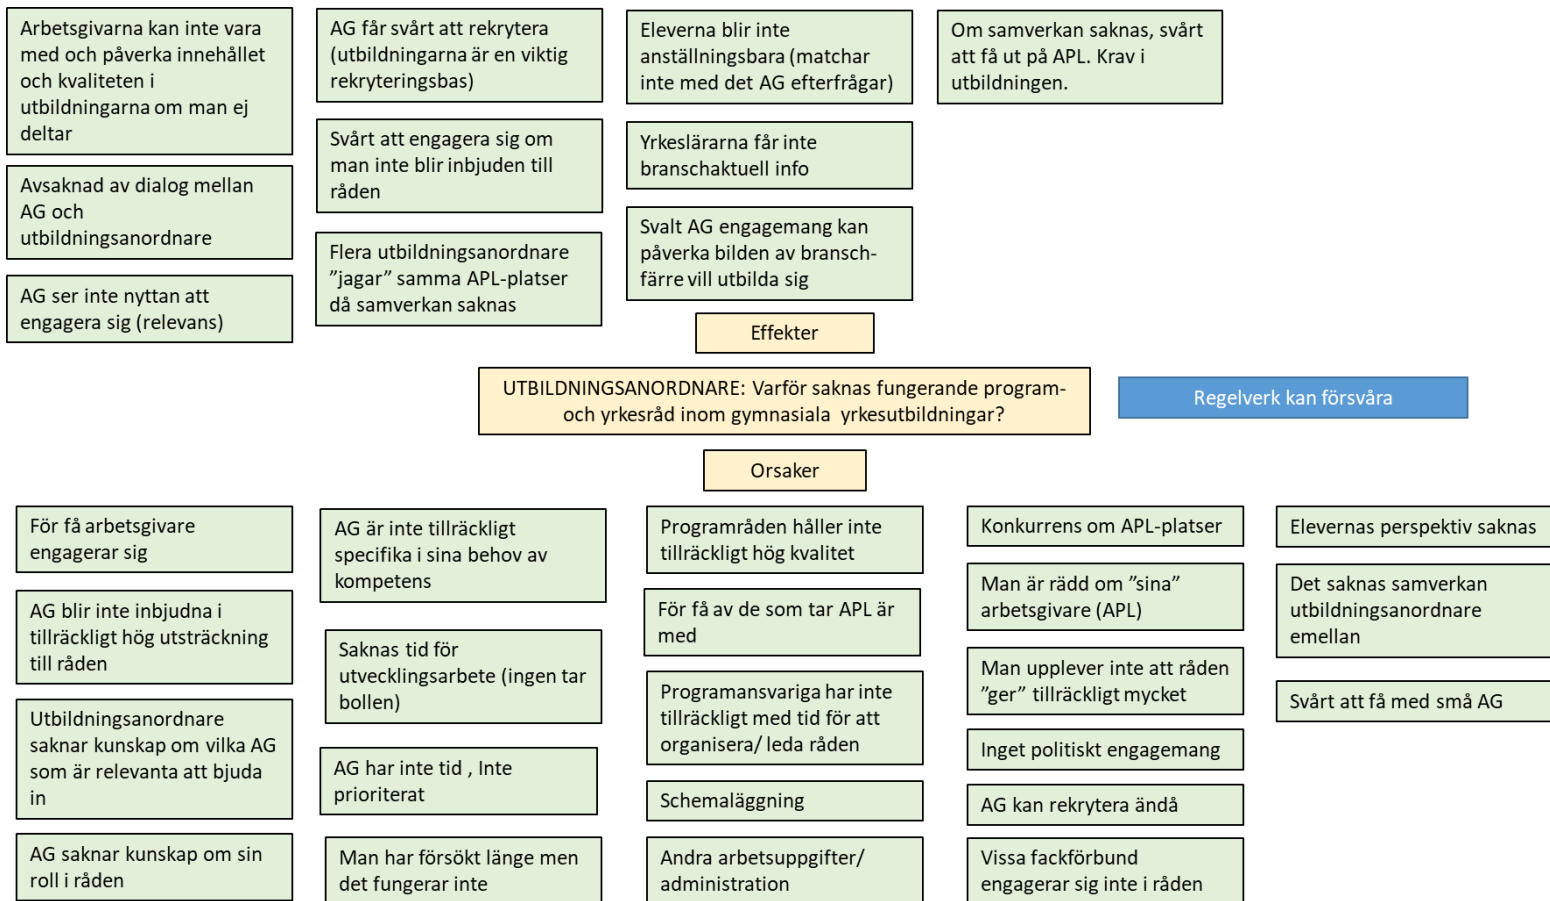 Arbetsgivarna kan inte vara
med och påverka innehållet
och kvaliteten i
utbildningarna om man ej
deltar
Avsaknad av dialog mellan
AG och
utbildningsanordnare
AG ser inte nyttan att
engagera sig (relevans)
AG får svårt att rekrytera
(utbildningarna är en viktig
rekryteringsbas)
Svårt att engagera sig om
man inte blir inbjuden till
råden
Flera utbildningsanordnare
”jagar” samma APL-platser
då samverkan saknas
Eleverna blir inte
anställningsbara (matchar
inte med det AG efterfrågar)
Yrkeslärarna får inte
branschaktuell info
Svalt AG engagemang kan
påverka bilden av bransch-
färre vill utbilda sig
Om samverkan saknas, svårt
att få ut på APL. Krav i
utbildningen.
Effekter
UTBILDNINGSANORDNARE: Varför saknas fungerande program-
och yrkesråd inom gymnasiala yrkesutbildningar?
Regelverk kan försvåra
Orsaker
För få arbetsgivare
engagerar sig
AG blir inte inbjudna i
tillräckligt hög utsträckning
till råden
Utbildningsanordnare
saknar kunskap om vilka AG
som är relevanta att bjuda
in
AG saknar kunskap om sin
roll i råden
AG är inte tillräckligt
specifika i sina behov av
kompetens
Saknas tid för
utvecklingsarbete (ingen tar
bollen)
AG har inte tid , Inte
prioriterat
Man har försökt länge men
det fungerar inte
Programråden håller inte
tillräckligt hög kvalitet
För få av de som tar APL är
med
Programansvariga har inte
tillräckligt med tid för att
organisera/ leda råden
Schemaläggning
Andra arbetsuppgifter/
administration
Konkurrens om APL-platser
Man är rädd om ”sina”
arbetsgivare (APL)
Man upplever inte att råden
”ger” tillräckligt mycket
Inget politiskt engagemang
AG kan rekrytera ändå
Vissa fackförbund
engagerar sig inte i råden
Elevernas perspektiv saknas
Det saknas samverkan
utbildningsanordnare
emellan
Svårt att få med små AG